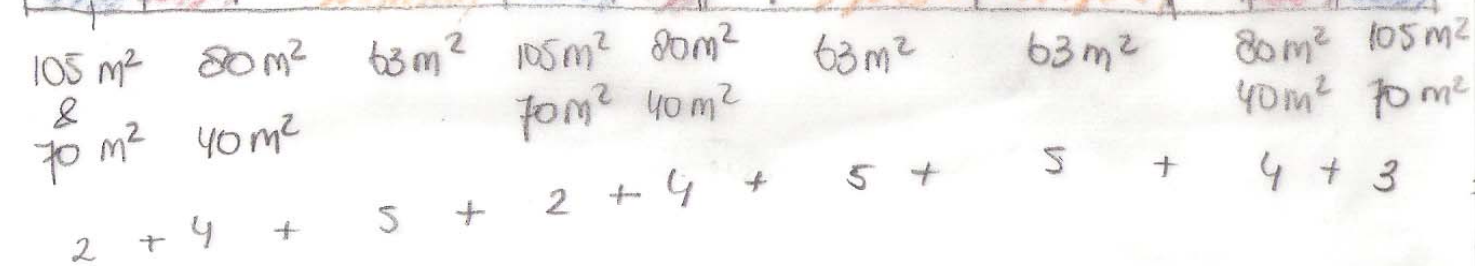 105 m² 80 m² 63 m² 105 m² 80 m² 63 m² 63 m² 80 m² 105 m²
&
70 m² 40 m² 70 m² 40 m² 40 m² 70 m²
2 + 4 + 5 + 2 + 4 + 5 + 5 + 4 + 3